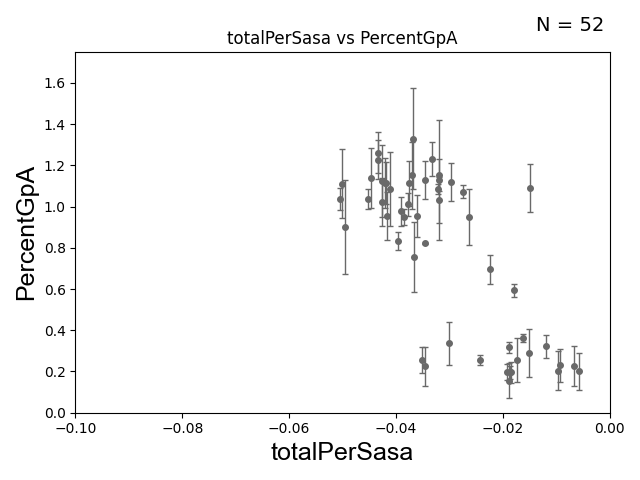 N = 52
totalPerSasa vs PercentGpA
PercentGpA
1.6
1.4
1.2
1.0
0.8
0.6
0.4
0.2
0.0
−0.10 −0.08 −0.06 −0.04 −0.02 0.00
totalPerSasa